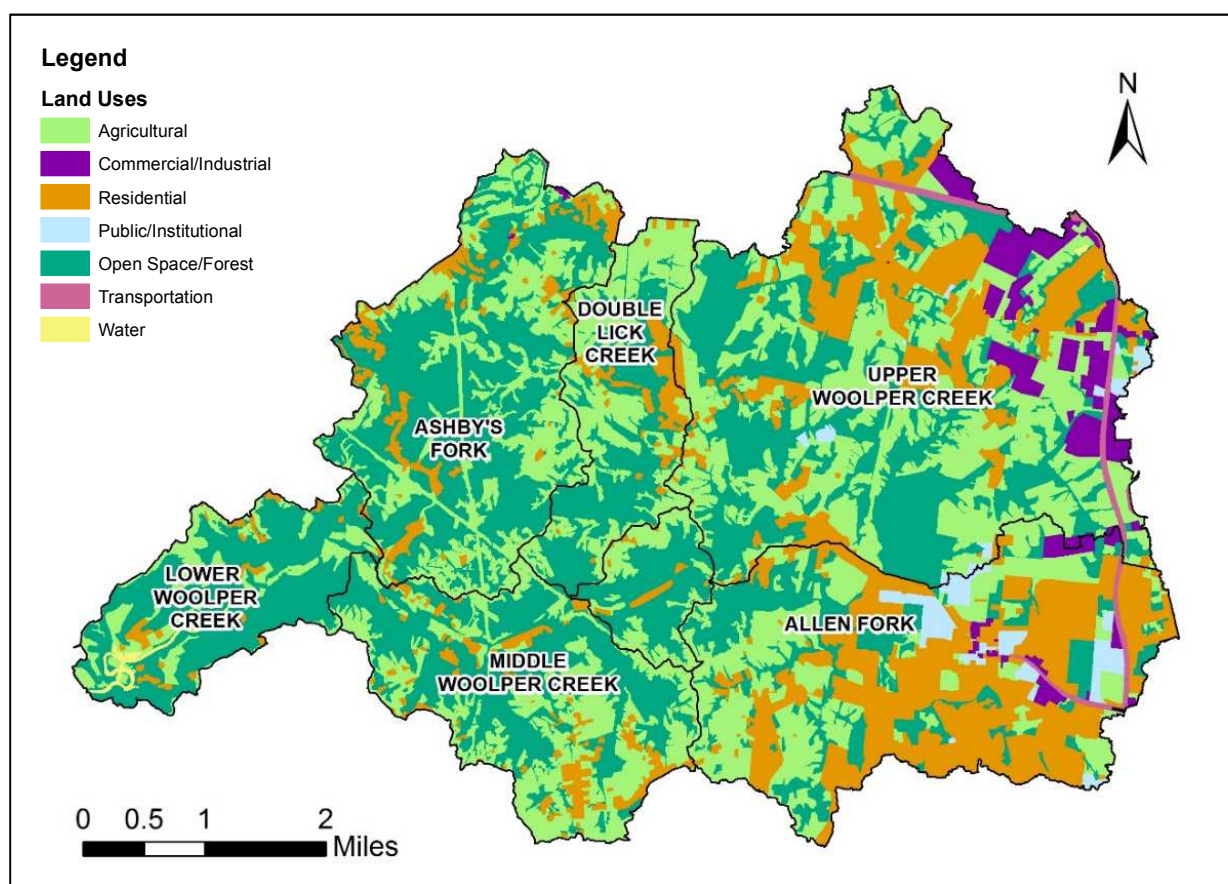 Legend
Land Uses
Agricultural
Commercial/Industrial
Residential
Public/Institutional
Open Space/Forest
Transportation
Water
N
DOUBLE
LICK
CREEK
UPPER
WOOLPER CREEK
ASHBY'S
FORK
LOWER
WOOLPER
CREEK
ALLEN FORK
MIDDLE
WOOLPER CREEK
0 0.5 1 2
Miles